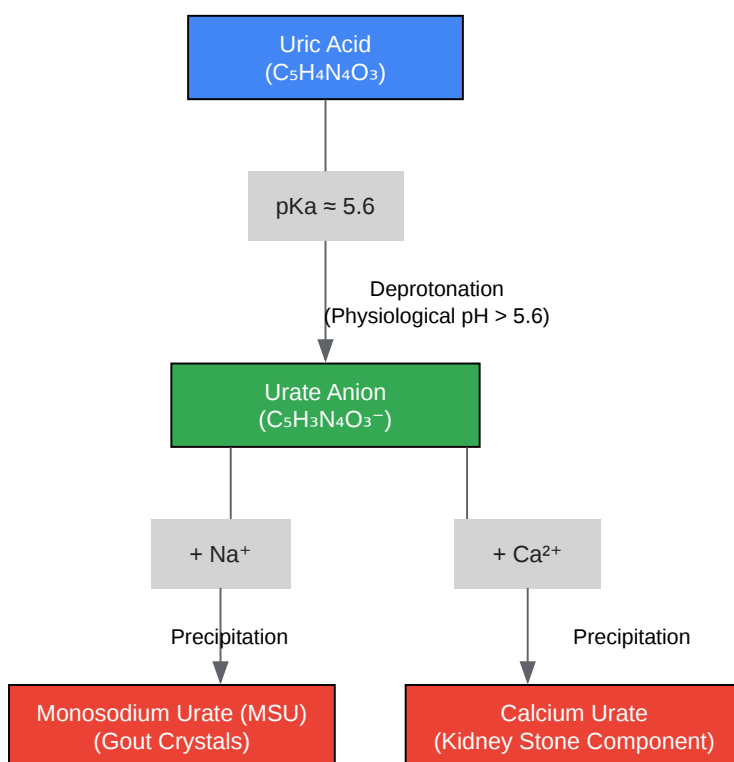 Uric Acid
(C₅H₄N₄O₃)
pKa ≈ 5.6
Deprotonation
(Physiological pH > 5.6)
Urate Anion
(C₅H₃N₄O₃⁻)
+ Na⁺
+ Ca²⁺
Precipitation
Precipitation
Monosodium Urate (MSU)
(Gout Crystals)
Calcium Urate
(Kidney Stone Component)